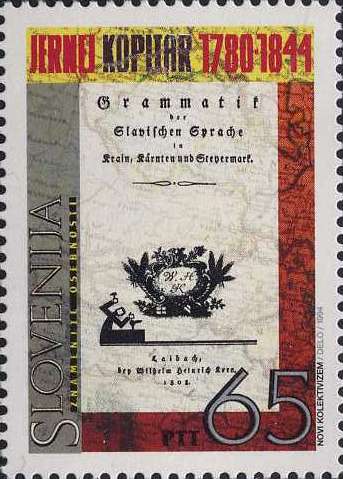 JERNEJ KOPITAR 1780-1844
Grammatik
der
Slavischen Sprache
in
Krain, Kärnten und Steyermark.
W. H.
K
Laibach,
bey Wilhelm Heinrich Korn.
1808.
SLOVENIJA
ZNAMENITE OSEBNOSTI
PTT
65
NOVI KOLEKTIVIZEM / DELO / 1994